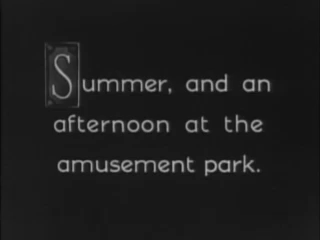 Summer, and an
afternoon at the
amusement park.